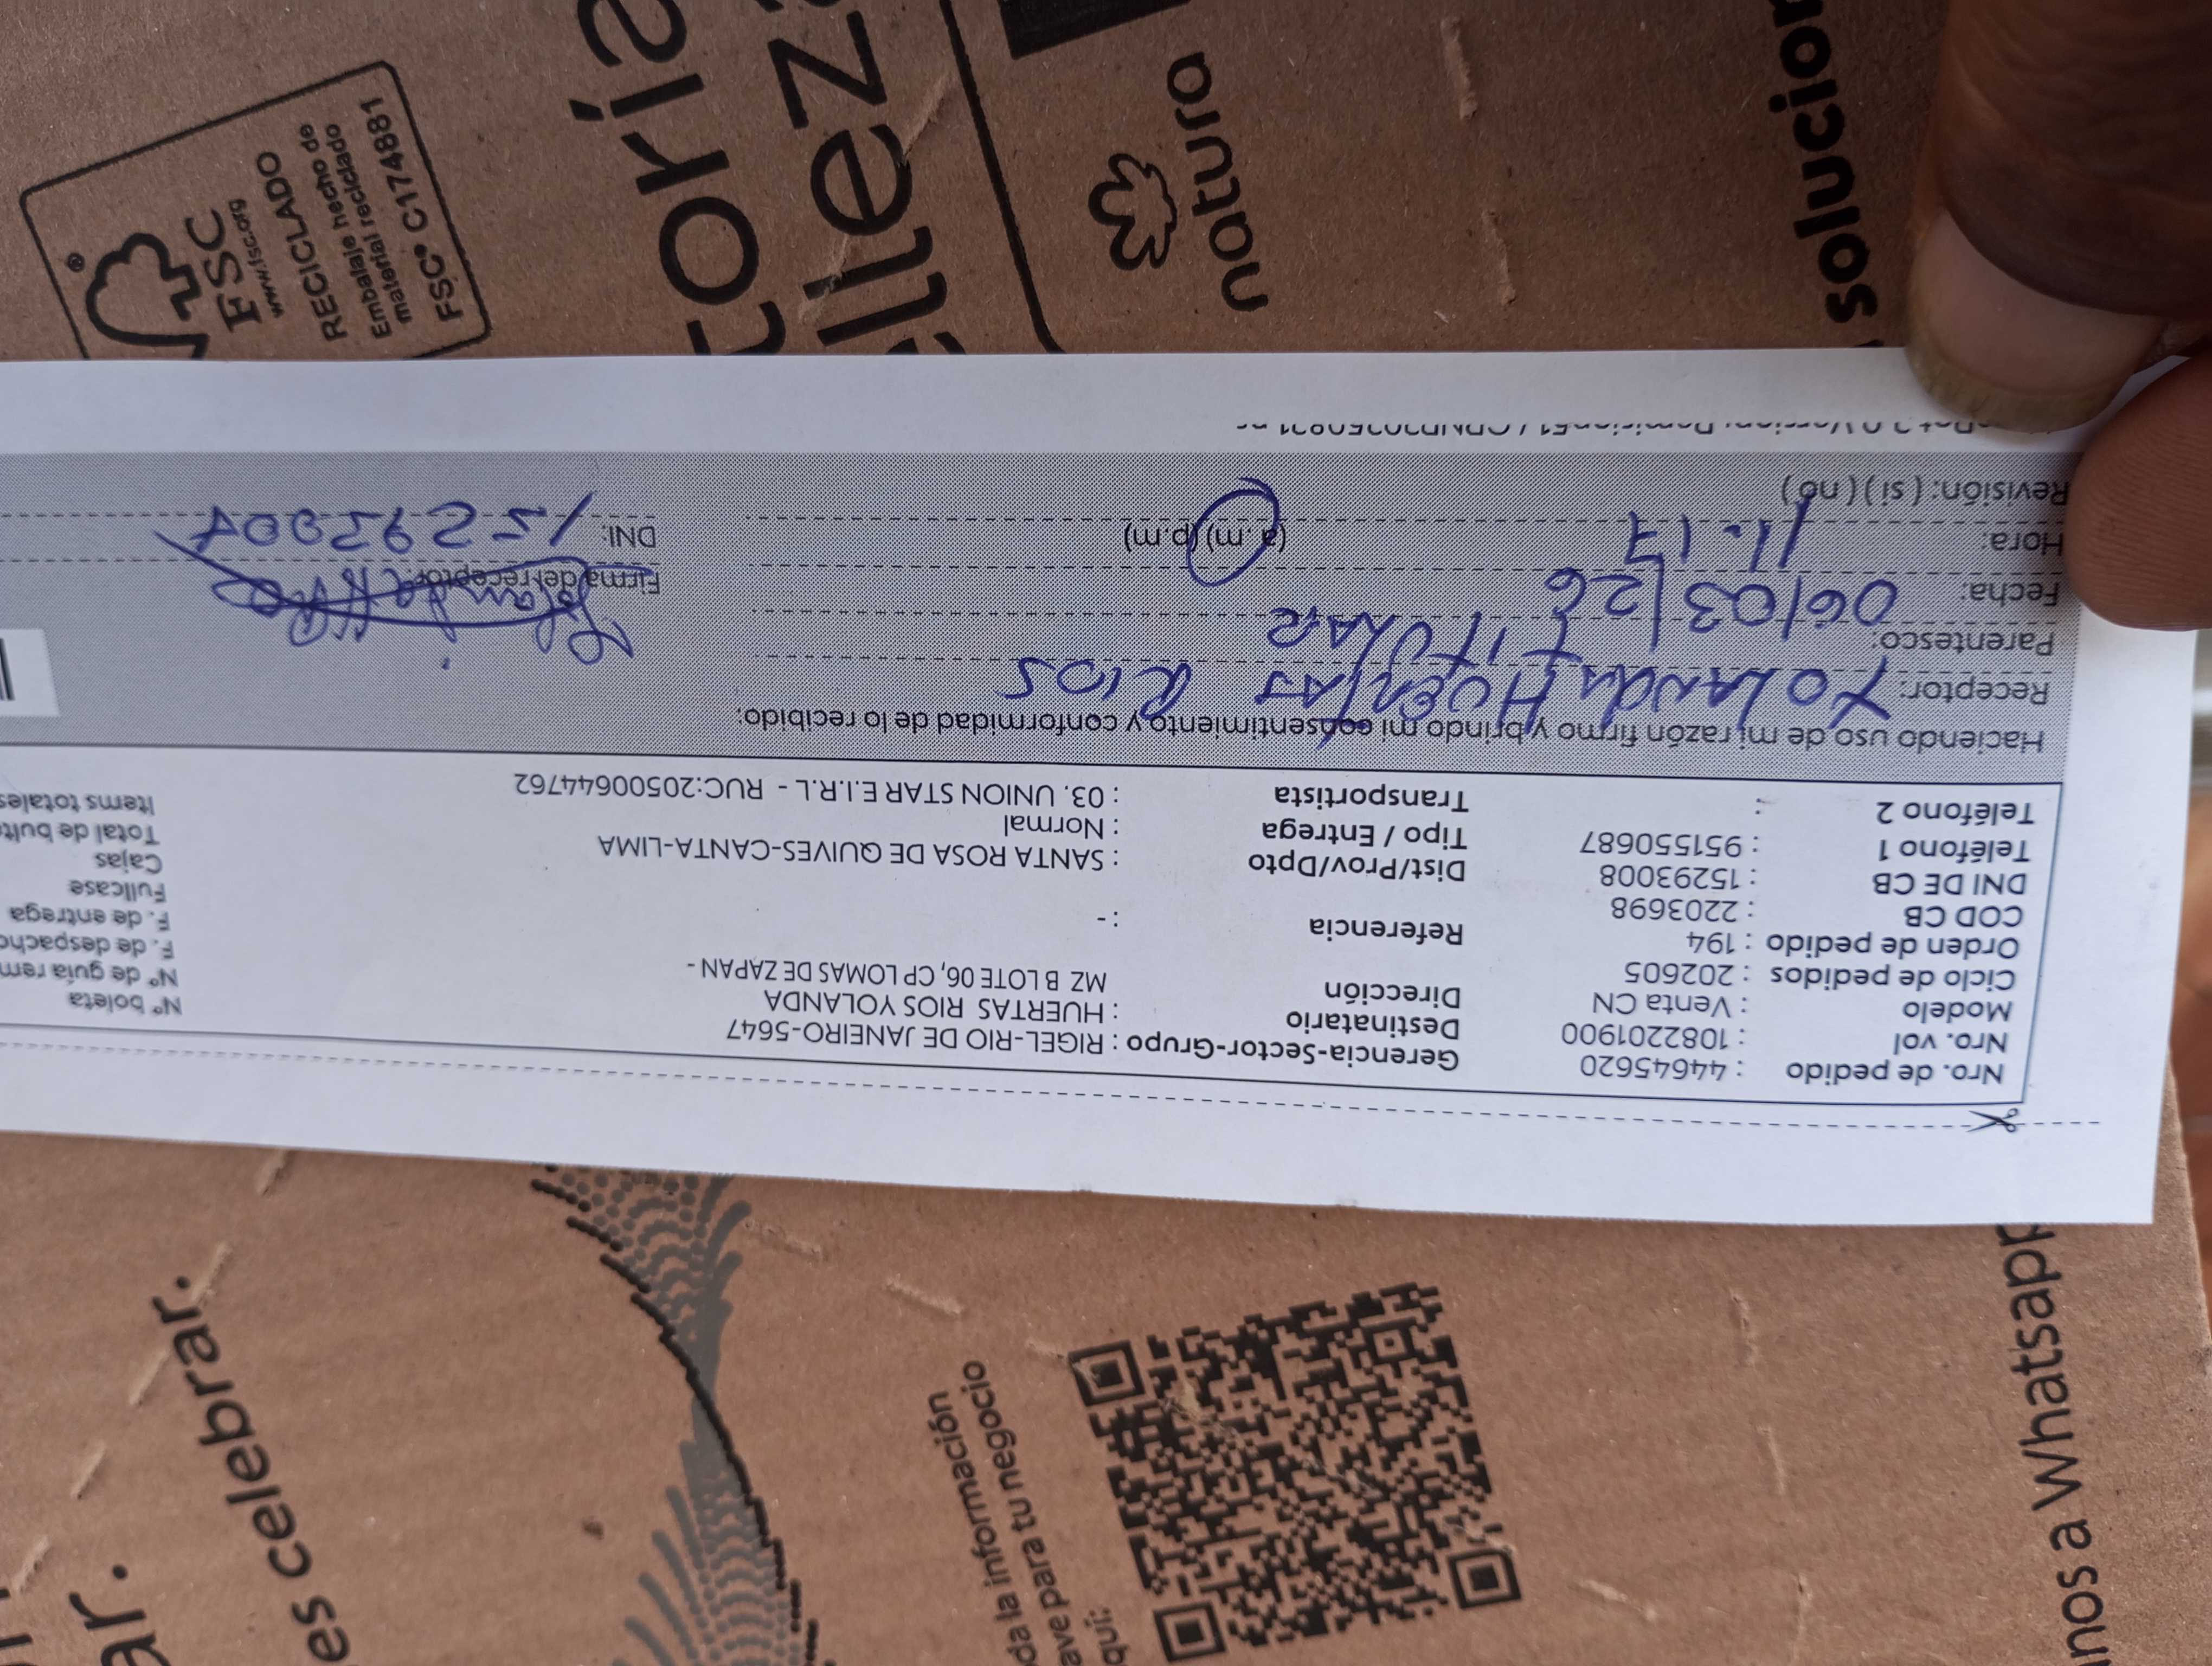 Nro. de pedido : 44645620
Nro. vol : 1082201900
Modelo : Venta CN
Ciclo de pedidos : 202605
Orden de pedido : 194
COD CB : 2203698
DNI DE CB : 15293008
Teléfono 1 : 951550687
Teléfono 2 :
Gerencia-Sector-Grupo : RIGEL-RIO DE JANEIRO-5647
Destinatario : HUERTAS RIOS YOLANDA
Dirección MZ B LOTE 06, CP LOMAS DE ZAPAN -
Referencia : -
Dist/Prov/Dpto : SANTA ROSA DE QUIVES-CANTA-LIMA
Tipo / Entrega : Normal
Transportista : 03. UNION STAR E.I.R.L - RUC:20500644762
Nº boleta
Nº de guía rem
F. de despacho
F. de entrega
Fullcase
Cajas
Total de bult
Items totales
Haciendo uso de mi razón firmo y brindo mi consentimiento y conformidad de lo recibido:
Receptor: YOLANDA HUERTAS RIOS
Parentesco: TITULAR
Fecha: 06/03/26
Hora: 11:17 (a.m) (p.m)
Revisión: ( si ) ( no )
Firma del receptor:
DNI:
®
FSC
www.fsc.org
RECICLADO
Embalaje hecho de
material reciclado
FSC® C174881
toria
lleza
natura
solucion
nos a Whatsapp
es celebrar.
ar.
da la información
ave para tu negocio
quí: